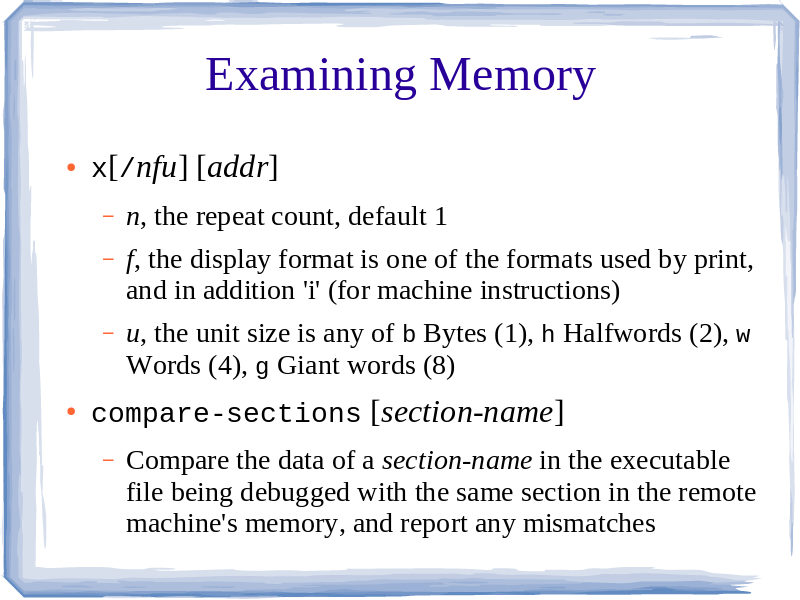 Examining Memory
• x[/nfu] [addr]
– n, the repeat count, default 1
– f, the display format is one of the formats used by print,
and in addition 'i' (for machine instructions)
– u, the unit size is any of b Bytes (1), h Halfwords (2), w
Words (4), g Giant words (8)
• compare-sections [section-name]
– Compare the data of a section-name in the executable
file being debugged with the same section in the remote
machine's memory, and report any mismatches